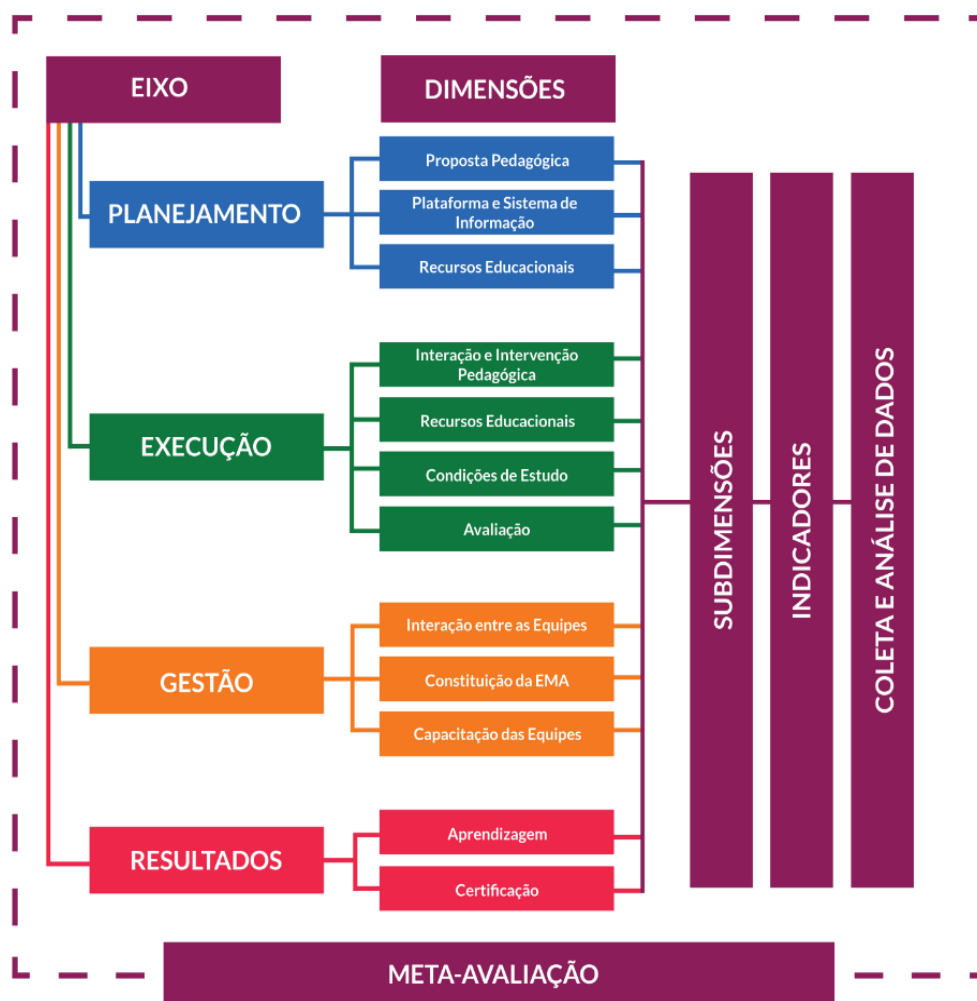 EIXO
DIMENSÕES
PLANEJAMENTO
Proposta Pedagógica
Plataforma e Sistema de
Informação
Recursos Educacionais
EXECUÇÃO
Interação e Intervenção
Pedagógica
Recursos Educacionais
Condições de Estudo
Avaliação
GESTÃO
Interação entre as Equipes
Constituição da EMA
Capacitação das Equipes
RESULTADOS
Aprendizagem
Certificação
SUBDIMENSÕES
INDICADORES
COLETA E ANÁLISE DE DADOS
META-AVALIAÇÃO